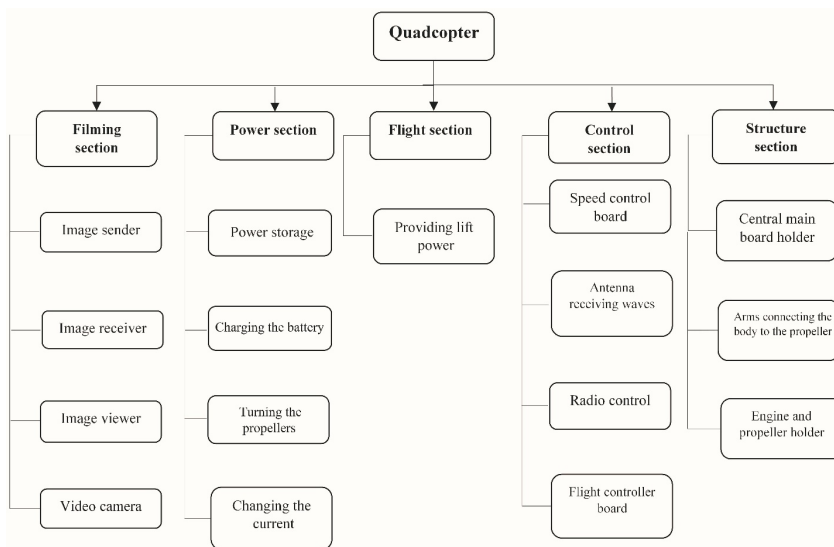 Quadcopter
Filming
section
Image sender
Image receiver
Image viewer
Video camera
Power section
Power storage
Charging the battery
Turning the
propellers
Changing the
current
Flight section
Providing lift
power
Control
section
Speed control
board
Antenna
receiving waves
Radio control
Flight controller
board
Structure
section
Central main
board holder
Arms connecting the
body to the propeller
Engine and
propeller holder